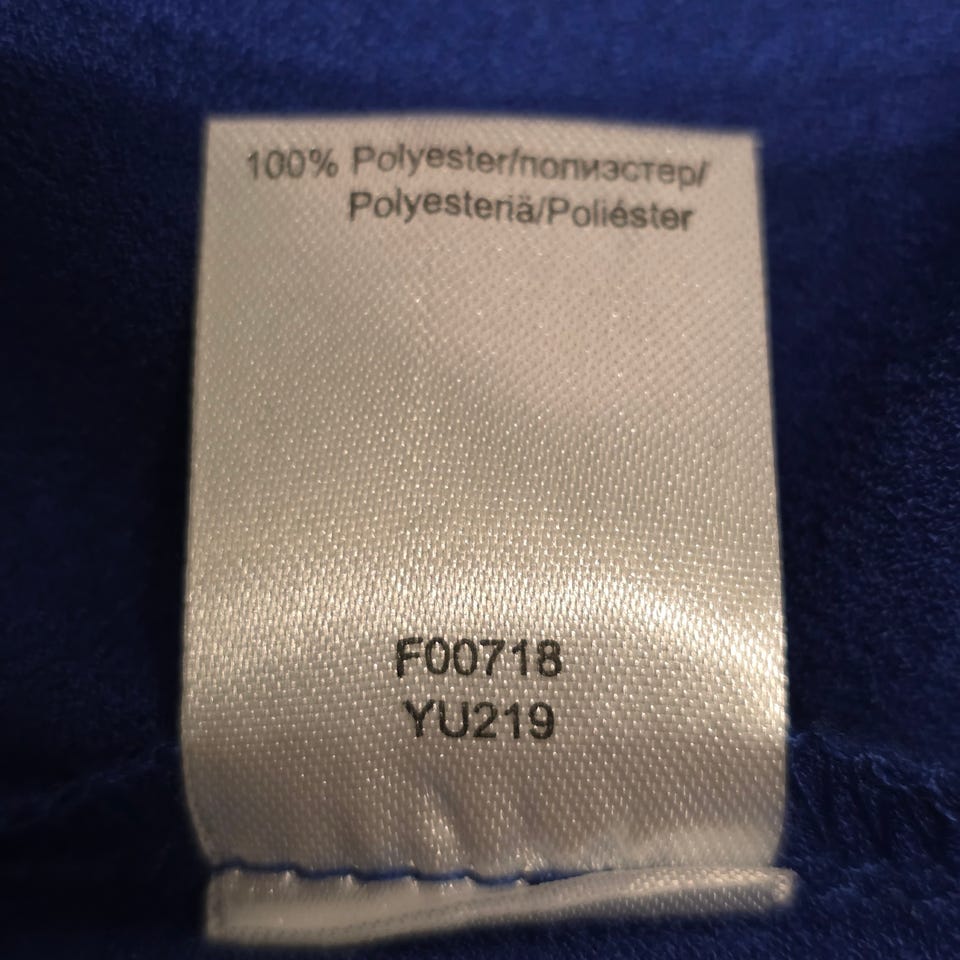 100% Polyester/полиэстер/
Polyesteriä/Poliéster
F00718
YU219